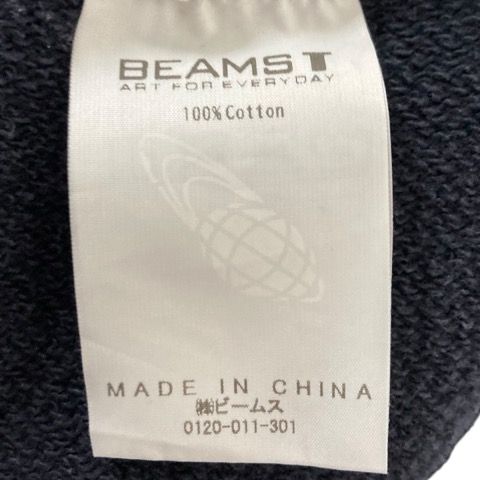 BEAMS T
ART FOR EVERYDAY
100% Cotton
MADE IN CHINA
㈱ビームス
0120-011-301